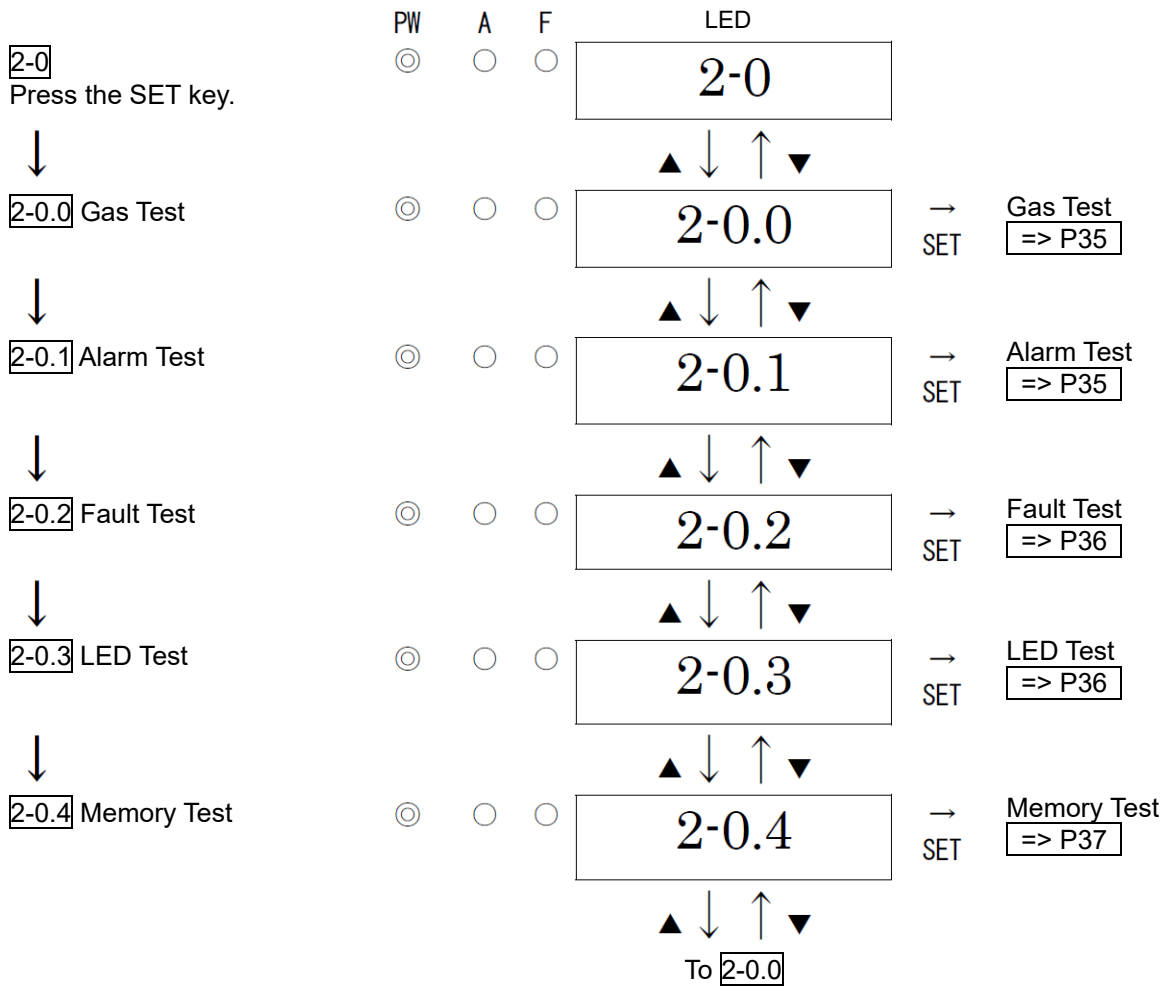 PW A F LED
2-0
Press the SET key.
◎ ○ ○ 2-0
↓
▲ ↓ ↑ ▼
2-0.0 Gas Test ◎ ○ ○ 2-0.0 → SET Gas Test
=> P35
↓
▲ ↓ ↑ ▼
2-0.1 Alarm Test ◎ ○ ○ 2-0.1 → SET Alarm Test
=> P35
↓
▲ ↓ ↑ ▼
2-0.2 Fault Test ◎ ○ ○ 2-0.2 → SET Fault Test
=> P36
↓
▲ ↓ ↑ ▼
2-0.3 LED Test ◎ ○ ○ 2-0.3 → SET LED Test
=> P36
↓
▲ ↓ ↑ ▼
2-0.4 Memory Test ◎ ○ ○ 2-0.4 → SET Memory Test
=> P37
▲ ↓ ↑ ▼
To 2-0.0